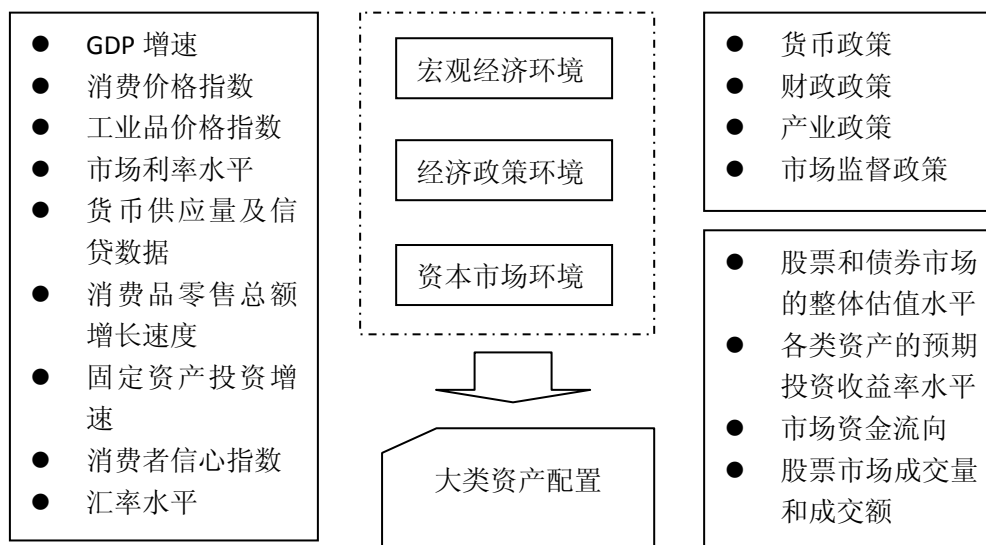 ● GDP 增速
● 消费价格指数
● 工业品价格指数
● 市场利率水平
● 货币供应量及信
贷数据
● 消费品零售总额
增长速度
● 固定资产投资增
速
● 消费者信心指数
● 汇率水平
宏观经济环境
经济政策环境
资本市场环境
大类资产配置
● 货币政策
● 财政政策
● 产业政策
● 市场监督政策
● 股票和债券市场
的整体估值水平
● 各类资产的预期
投资收益率水平
● 市场资金流向
● 股票市场成交量
和成交额